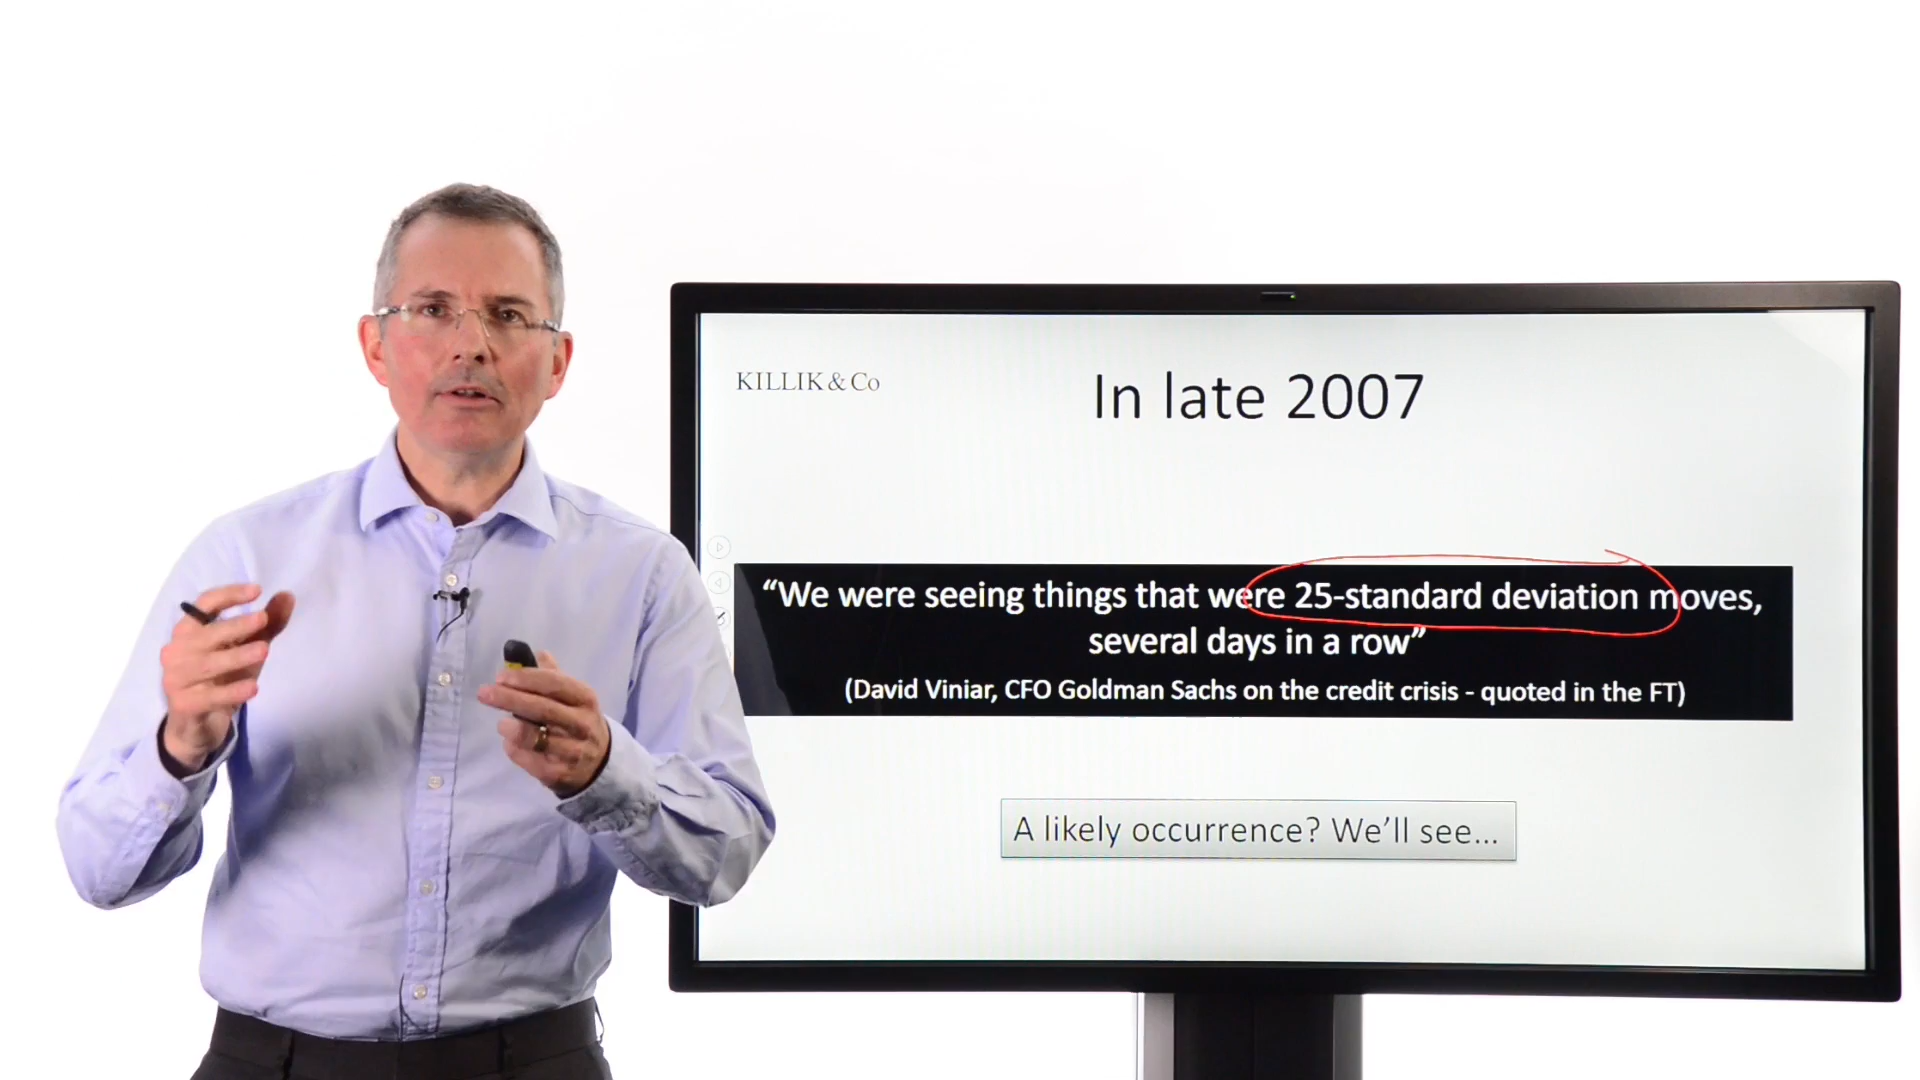 KILLIK & Co
In late 2007
“We were seeing things that were 25-standard deviation moves,
several days in a row”
(David Viniar, CFO Goldman Sachs on the credit crisis - quoted in the FT)
A likely occurrence? We’ll see...